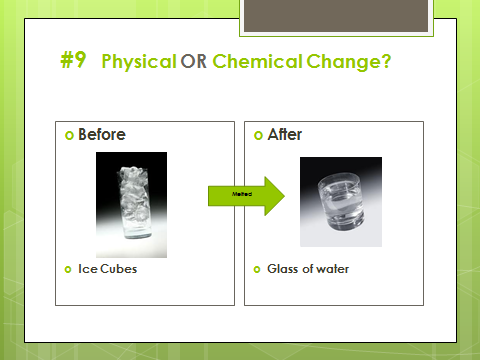 #9 Physical OR Chemical Change?
Before
Ice Cubes
Melted
After
Glass of water